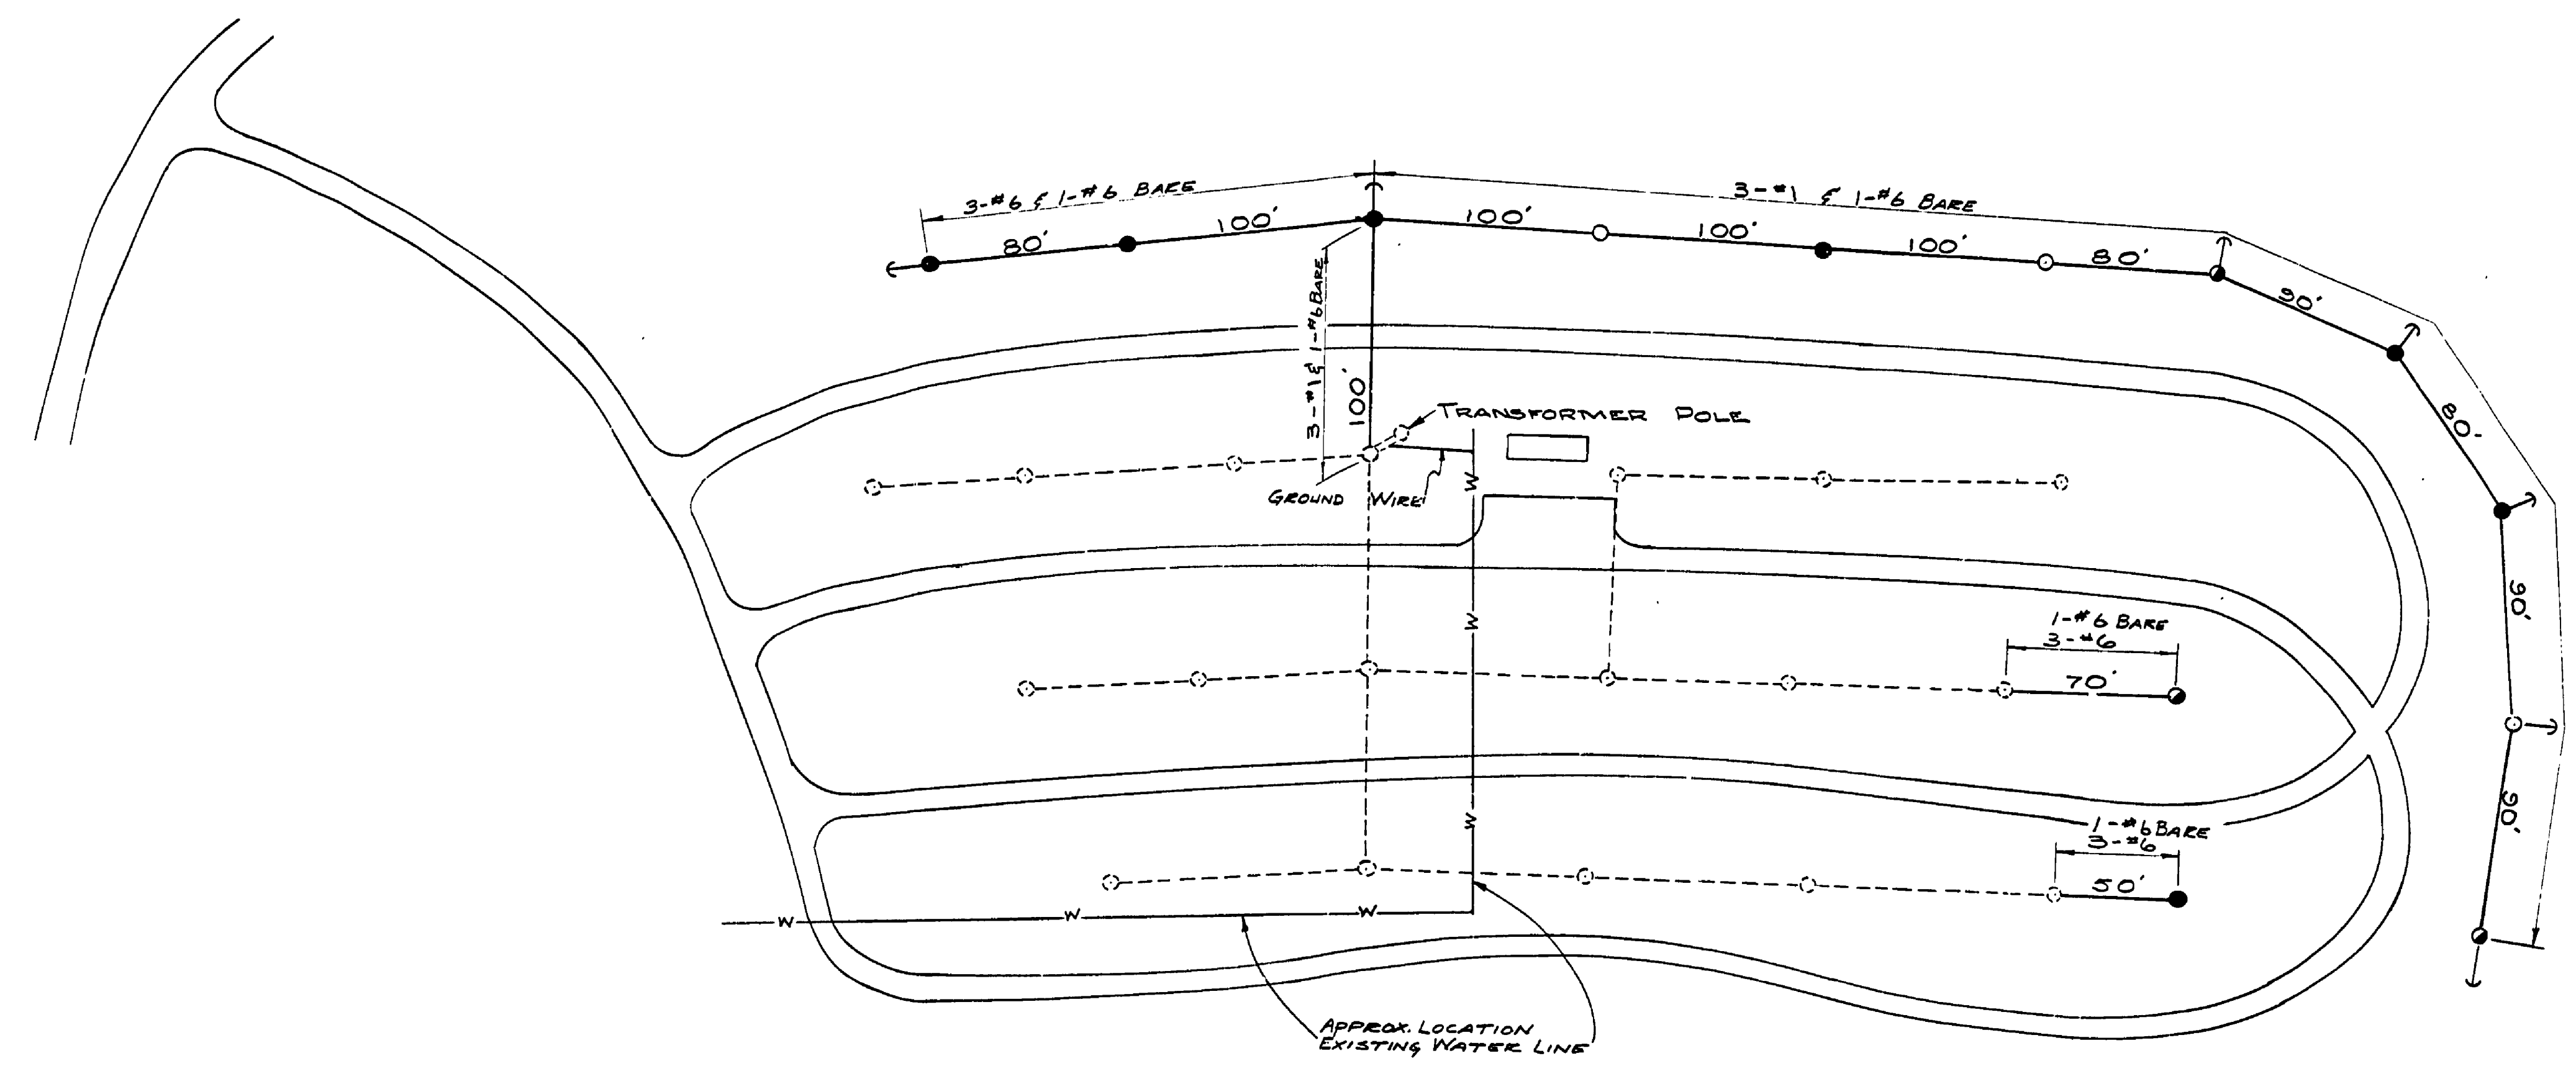 3-#6 & 1-#6 BARE
3-#1 & 1-#6 BARE
80'
100'
100'
100'
100'
80'
90'
80'
90'
90'
3-#1 & 1-#6 BARE
100'
TRANSFORMER POLE
GROUND WIRE
W
W
W
1-#6 BARE
3-#6
70'
1-#6 BARE
3-#6
50'
W
W
W
APPROX. LOCATION
EXISTING WATER LINE